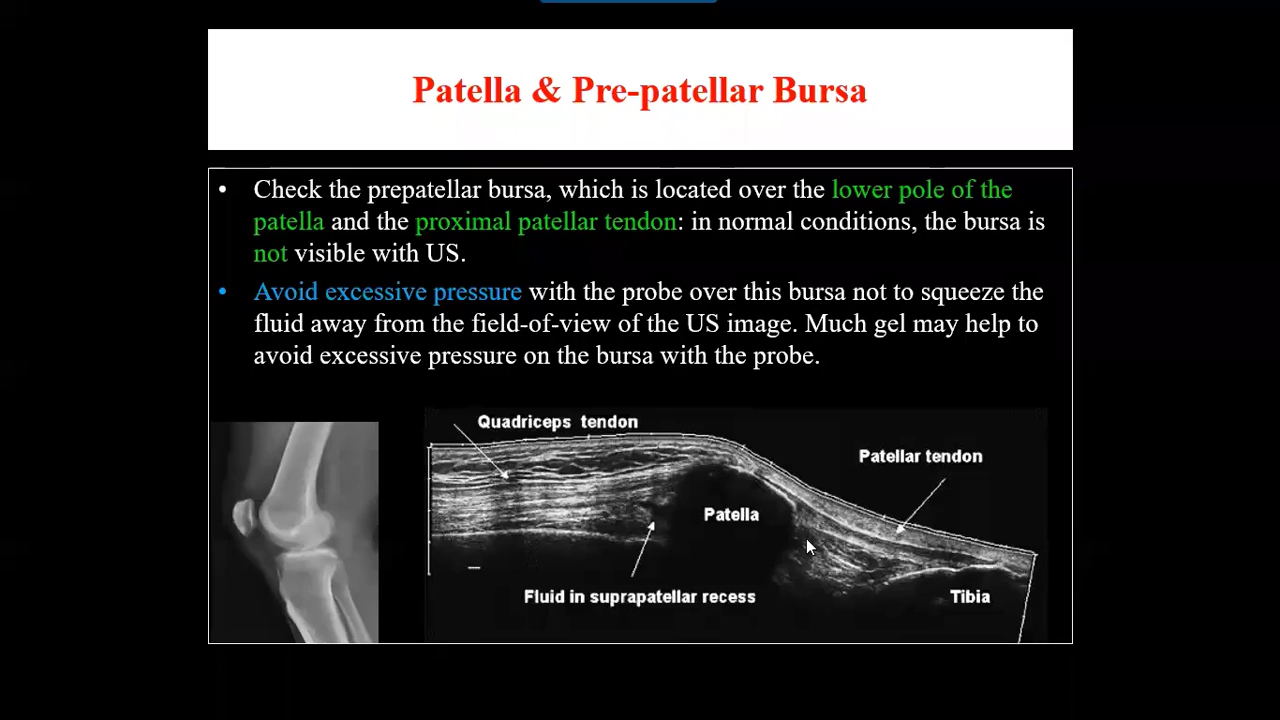 Patella & Pre-patellar Bursa
• Check the prepatellar bursa, which is located over the lower pole of the
patella and the proximal patellar tendon: in normal conditions, the bursa is
not visible with US.
• Avoid excessive pressure with the probe over this bursa not to squeeze the
fluid away from the field-of-view of the US image. Much gel may help to
avoid excessive pressure on the bursa with the probe.
Quadriceps tendon
Patellar tendon
Patella
Fluid in suprapatellar recess
Tibia